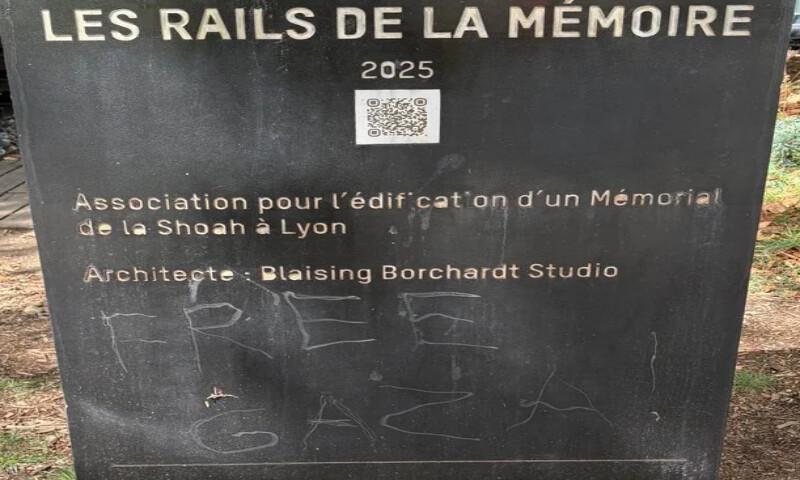 LES RAILS DE LA MÉMOIRE
2025
Association pour l'édification d'un Mémorial
de la Shoah à Lyon
Architecte : Blaising Borchardt Studio
FREE
GAZA !